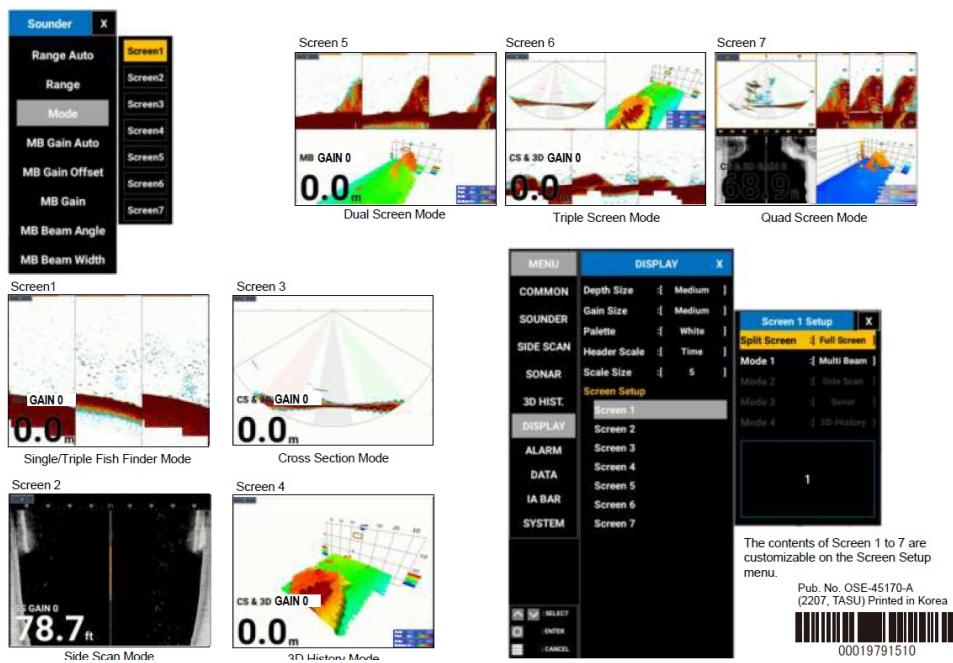 Sounder X
Range Auto
Range
Mode
MB Gain Auto
MB Gain Offset
MB Gain
MB Beam Angle
MB Beam Width
Screen1
Screen2
Screen3
Screen4
Screen5
Screen6
Screen7
Screen 5
MB GAIN 0
0.0m
Dual Screen Mode
Screen 6
CS & 3D GAIN 0
0.0m
Triple Screen Mode
Screen 7
CS & 3D GAIN 0
68.9
Quad Screen Mode
Screen1
GAIN 0
0.0m
Single/Triple Fish Finder Mode
Screen 3
CS & GAIN 0
0.0m
Cross Section Mode
Screen 2
SS GAIN 0
78.7ft
Side Scan Mode
Screen 4
CS & 3D GAIN 0
0.0m
3D History Mode
MENU
COMMON
SOUNDER
SIDE SCAN
SONAR
3D HIST.
DISPLAY
ALARM
DATA
IA BAR
SYSTEM
: SELECT
: ENTER
: CANCEL
DISPLAY X
Depth Size :[ Medium ]
Gain Size :[ Medium ]
Palette :[ White ]
Header Scale :[ Time ]
Scale Size :[ 5 ]
Screen Setup
Screen 1
Screen 2
Screen 3
Screen 4
Screen 5
Screen 6
Screen 7
Screen 1 Setup X
Split Screen :[ Full Screen ]
Mode 1 :[ Multi Beam ]
Mode 2 :[ Side Scan ]
Mode 3 :[ Sonar ]
Mode 4 :[ 3D-History ]
1
The contents of Screen 1 to 7 are
customizable on the Screen Setup
menu.
Pub. No. OSE-45170-A
(2207, TASU) Printed in Korea
00019791510